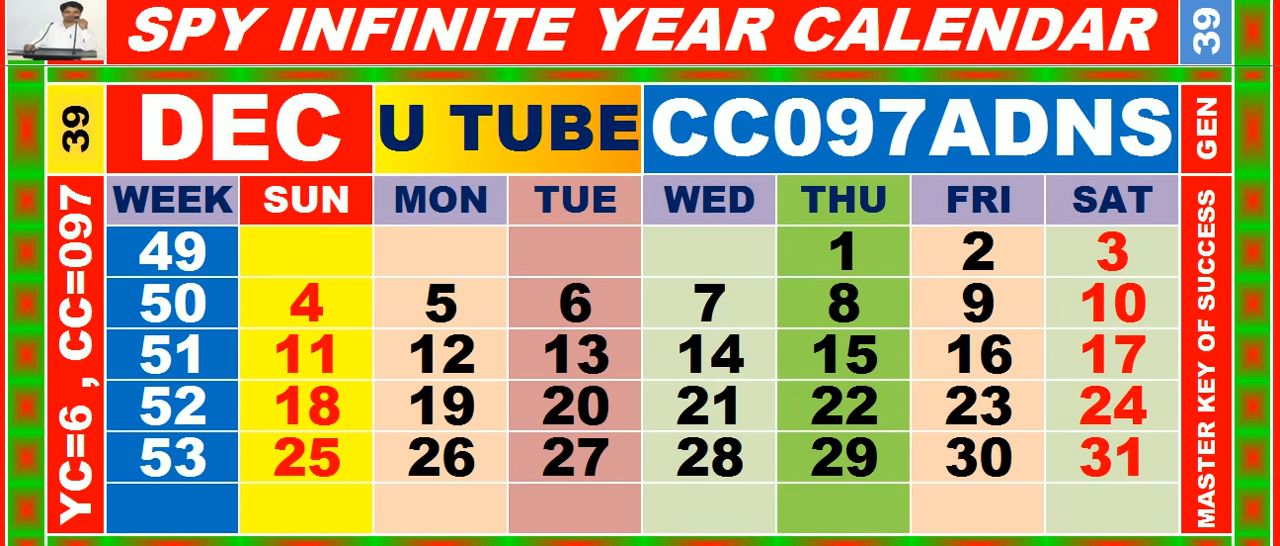 SPY INFINITE YEAR CALENDAR
39
39
DEC
U TUBE
CC097ADNS
GEN
YC=6 , CC=097
WEEK SUN MON TUE WED THU FRI SAT
49 1 2 3
50 4 5 6 7 8 9 10
51 11 12 13 14 15 16 17
52 18 19 20 21 22 23 24
53 25 26 27 28 29 30 31
MASTER KEY OF SUCCESS